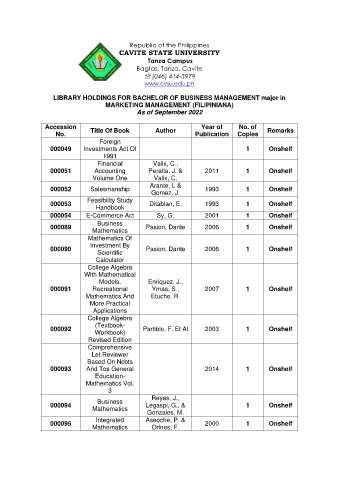 Republic of the Philippines
CAVITE STATE UNIVERSITY
Tanza Campus
Bagtas, Tanza, Cavite
☏ (046) 414-3979
www.cvsu.edu.ph
LIBRARY HOLDINGS FOR BACHELOR OF BUSINESS MANAGEMENT major in
MARKETING MANAGEMENT (FILIPINIANA)
As of September 2022
Accession No. Title Of Book Author Year of Publication No. of Copies Remarks
000049 Foreign Investments Act Of 1991 1 Onshelf
000051 Financial Accounting Volume One Valix, C., Peralta, J. & Valix, C. 2011 1 Onshelf
000052 Salesmanship Arante, L & Gomez, J. 1993 1 Onshelf
000053 Feasibility Study Handbook Ditablan, E. 1993 1 Onshelf
000054 E-Commerce Act Sy, G. 2001 1 Onshelf
000089 Business Mathematics Pasion, Dante 2006 1 Onshelf
000090 Mathematics Of Investment By Scientific Calculator Pasion, Dante 2006 1 Onshelf
000091 College Algebra With Mathematical Models, Recreational Mathematics And More Practical Applications Enriquez, J., Ymas, S., Etuche, R. 2007 1 Onshelf
000092 College Algebra (Textbook-Workbook) Revised Edition Partible, F. Et Al 2003 1 Onshelf
000093 Comprehensive Let Reviewer Based On Ncbts And Tos General Education-Mathematics Vol. 3 2014 1 Onshelf
000094 Business Mathematics Reyes, J., Legaspi, G., & Gonzales, M. 1 Onshelf
000095 Integrated Mathematics Aseoche, P. & Orines, F. 2000 1 Onshelf